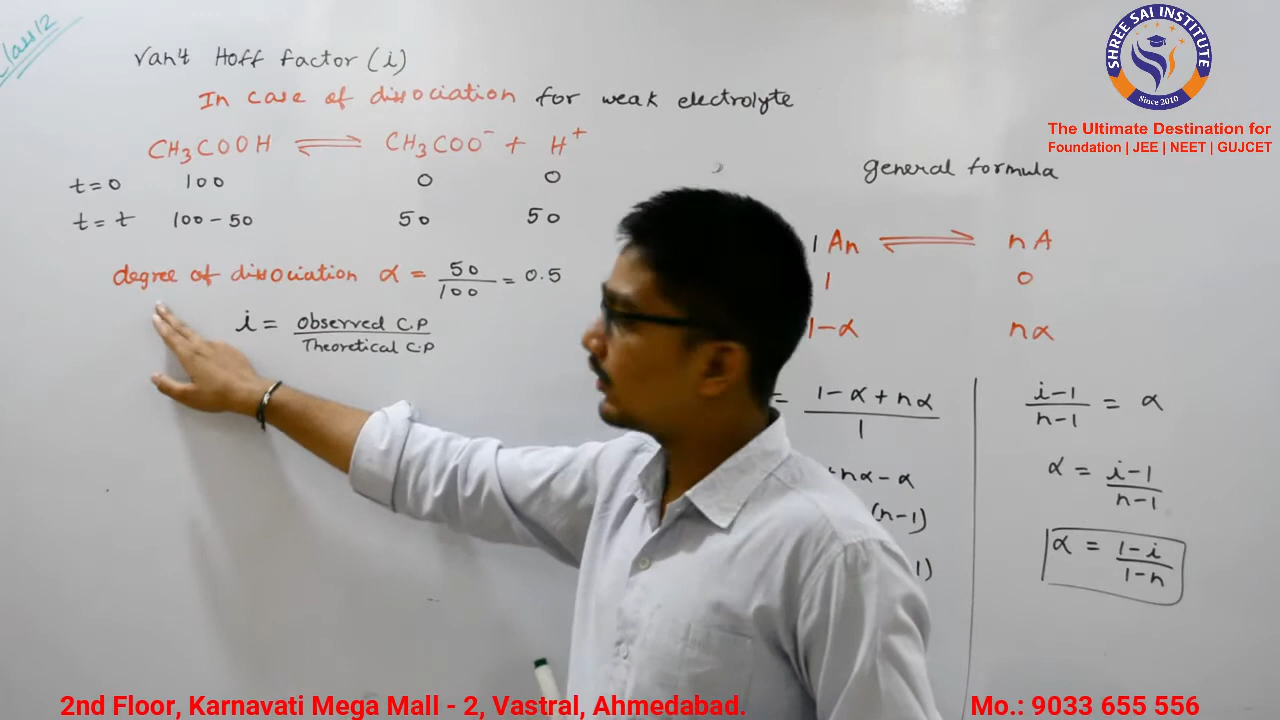 Class 12
SHREE SAI INSTITUTE
Since 2010
The Ultimate Destination for
Foundation | JEE | NEET | GUJCET
Van't Hoff factor (i)
In case of dissociation for weak electrolyte
CH₃COOH ⇌ CH₃COO⁻ + H⁺
t=0 100 0 0
t=t 100-50 50 50
degree of dissociation α = 50/100 = 0.5
i = Observed C.P / Theoretical C.P
general formula
1 An ⇌ nA
1 0
1-α nα
= 1-α+nα / 1
+nα-α
(n-1)
1)
i-1/n-1 = α
α = i-1/n-1
α = 1-i/1-n
2nd Floor, Karnavati Mega Mall - 2, Vastral, Ahmedabad.
Mo.: 9033 655 556